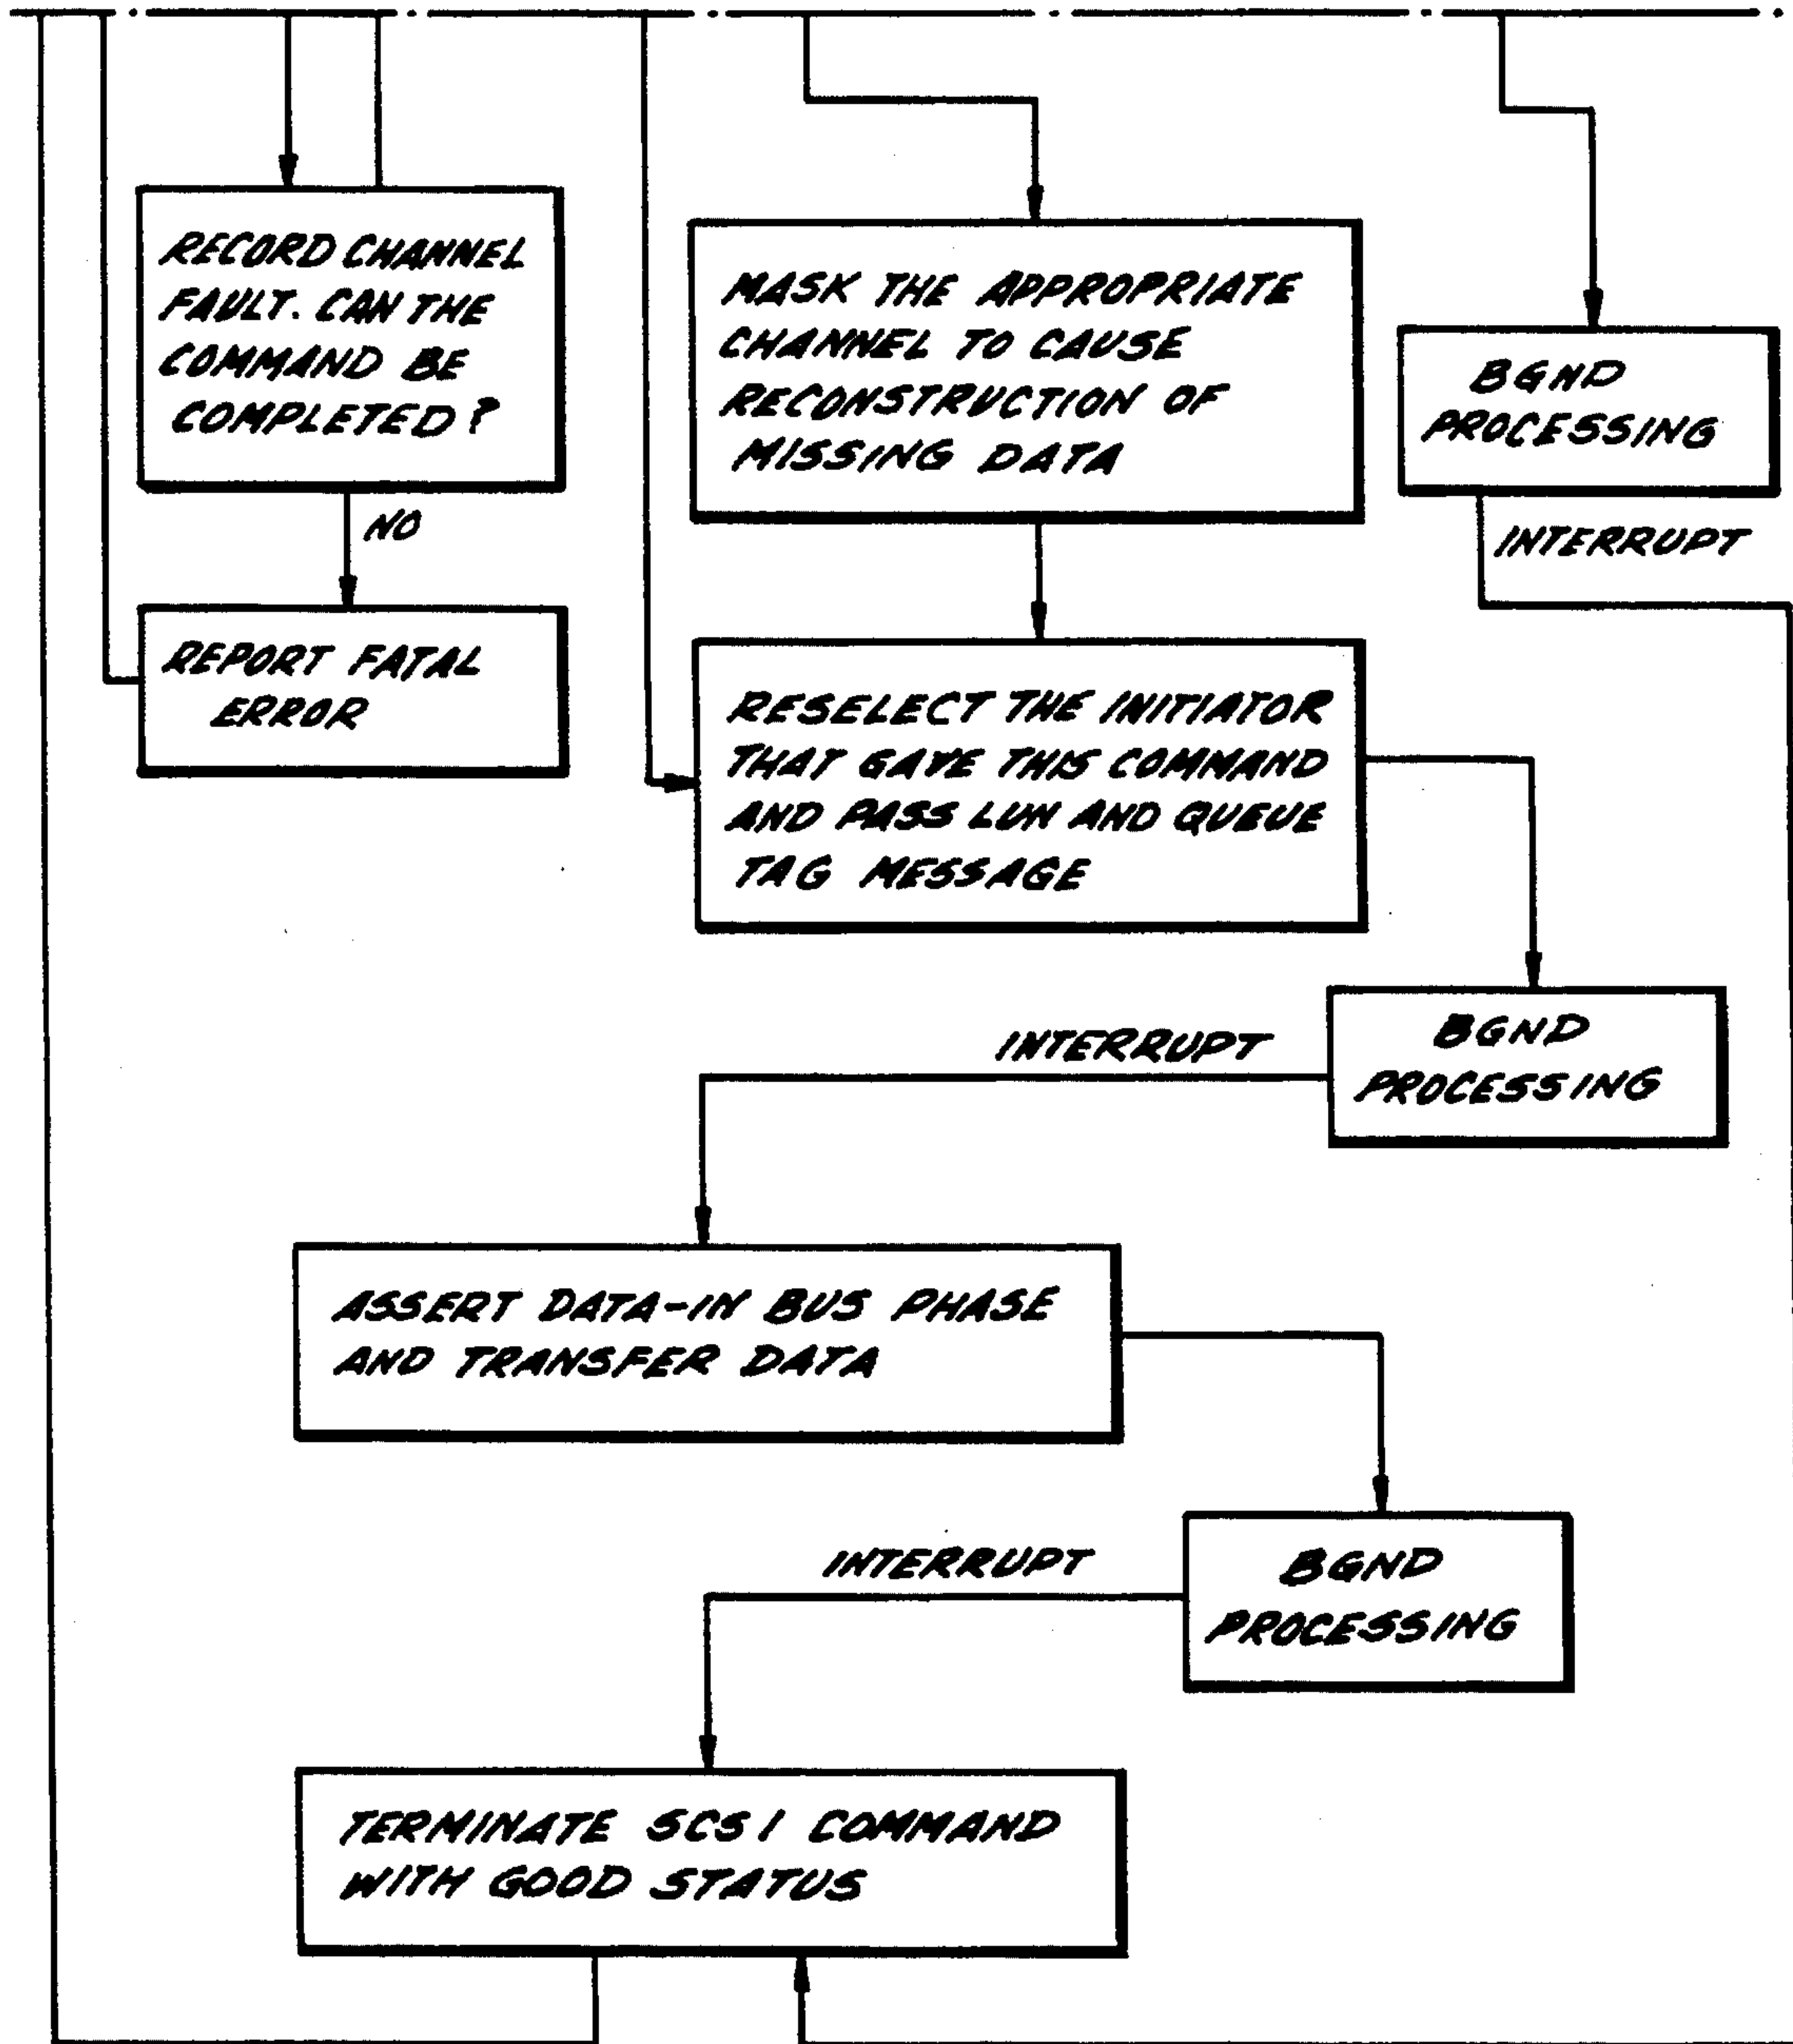 RECORD CHANNEL
FAULT. CAN THE
COMMAND BE
COMPLETED?
MASK THE APPROPRIATE
CHANNEL TO CAUSE
RECONSTRUCTION OF
MISSING DATA
BGND
PROCESSING
NO
INTERRUPT
REPORT FATAL
ERROR
RESELECT THE INITIATOR
THAT GAVE THIS COMMAND
AND PASS LUN AND QUEUE
TAG MESSAGE
INTERRUPT
BGND
PROCESSING
ASSERT DATA-IN BUS PHASE
AND TRANSFER DATA
INTERRUPT
BGND
PROCESSING
TERMINATE SCSI COMMAND
WITH GOOD STATUS